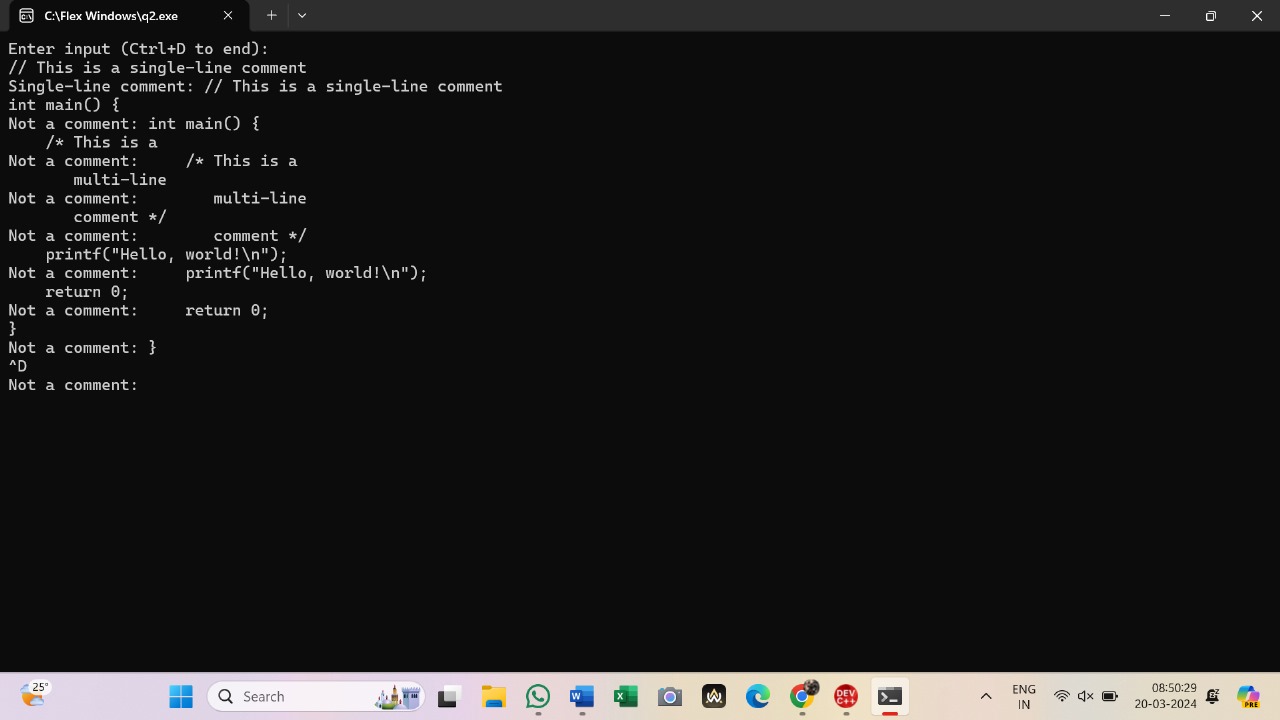 C:\Flex Windows\q2.exe
Enter input (Ctrl+D to end):
// This is a single-line comment
Single-line comment: // This is a single-line comment
int main() {
Not a comment: int main() {
    /* This is a
Not a comment:     /* This is a
       multi-line
Not a comment:        multi-line
       comment */
Not a comment:        comment */
    printf("Hello, world!\n");
Not a comment:     printf("Hello, world!\n");
    return 0;
Not a comment:     return 0;
}
Not a comment: }
^D
Not a comment:
25°
Search
DEV C++
ENG
IN
08:50:29
20-03-2024
PRE